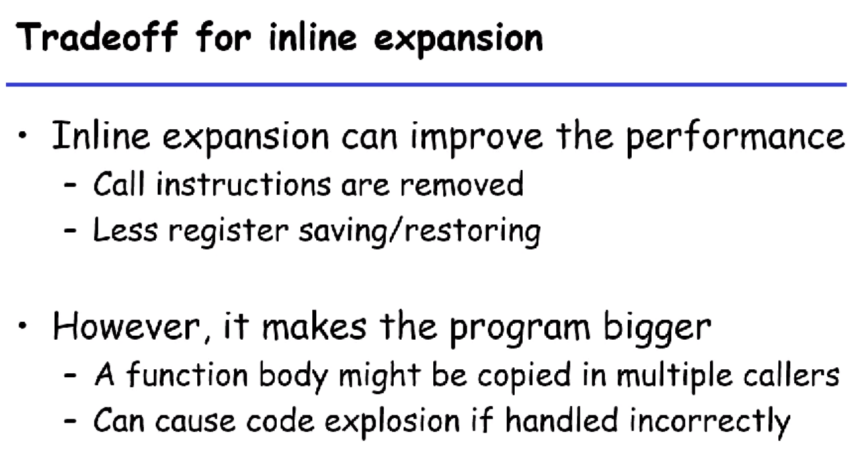 Tradeoff for inline expansion
• Inline expansion can improve the performance
- Call instructions are removed
- Less register saving/restoring
• However, it makes the program bigger
- A function body might be copied in multiple callers
- Can cause code explosion if handled incorrectly